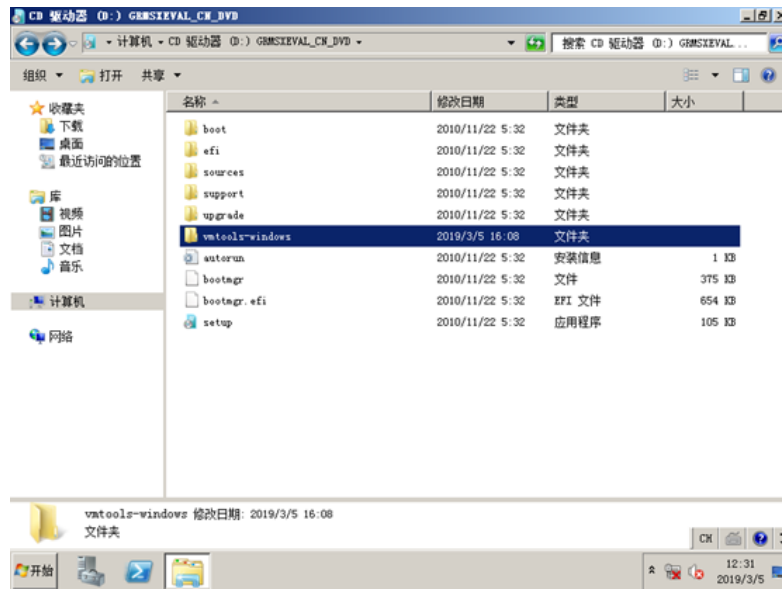 CD 驱动器 (D:) GRMSXEVAL_CN_DVD
计算机 CD 驱动器 (D:) GRMSXEVAL_CN_DVD
搜索 CD 驱动器 (D:) GRMSXEVAL...
组织 打开 共享
名称 修改日期 类型 大小
收藏夹
下载
桌面
最近访问的位置
库
视频
图片
文档
音乐
计算机
网络
boot 2010/11/22 5:32 文件夹
efi 2010/11/22 5:32 文件夹
sources 2010/11/22 5:32 文件夹
support 2010/11/22 5:32 文件夹
upgrade 2010/11/22 5:32 文件夹
vmtools-windows 2019/3/5 16:08 文件夹
autorun 2010/11/22 5:32 安装信息 1 KB
bootmgr 2010/11/22 5:32 文件 375 KB
bootmgr.efi 2010/11/22 5:32 EFI 文件 654 KB
setup 2010/11/22 5:32 应用程序 105 KB
vmtools-windows 修改日期: 2019/3/5 16:08
文件夹
CH
开始
12:31
2019/3/5